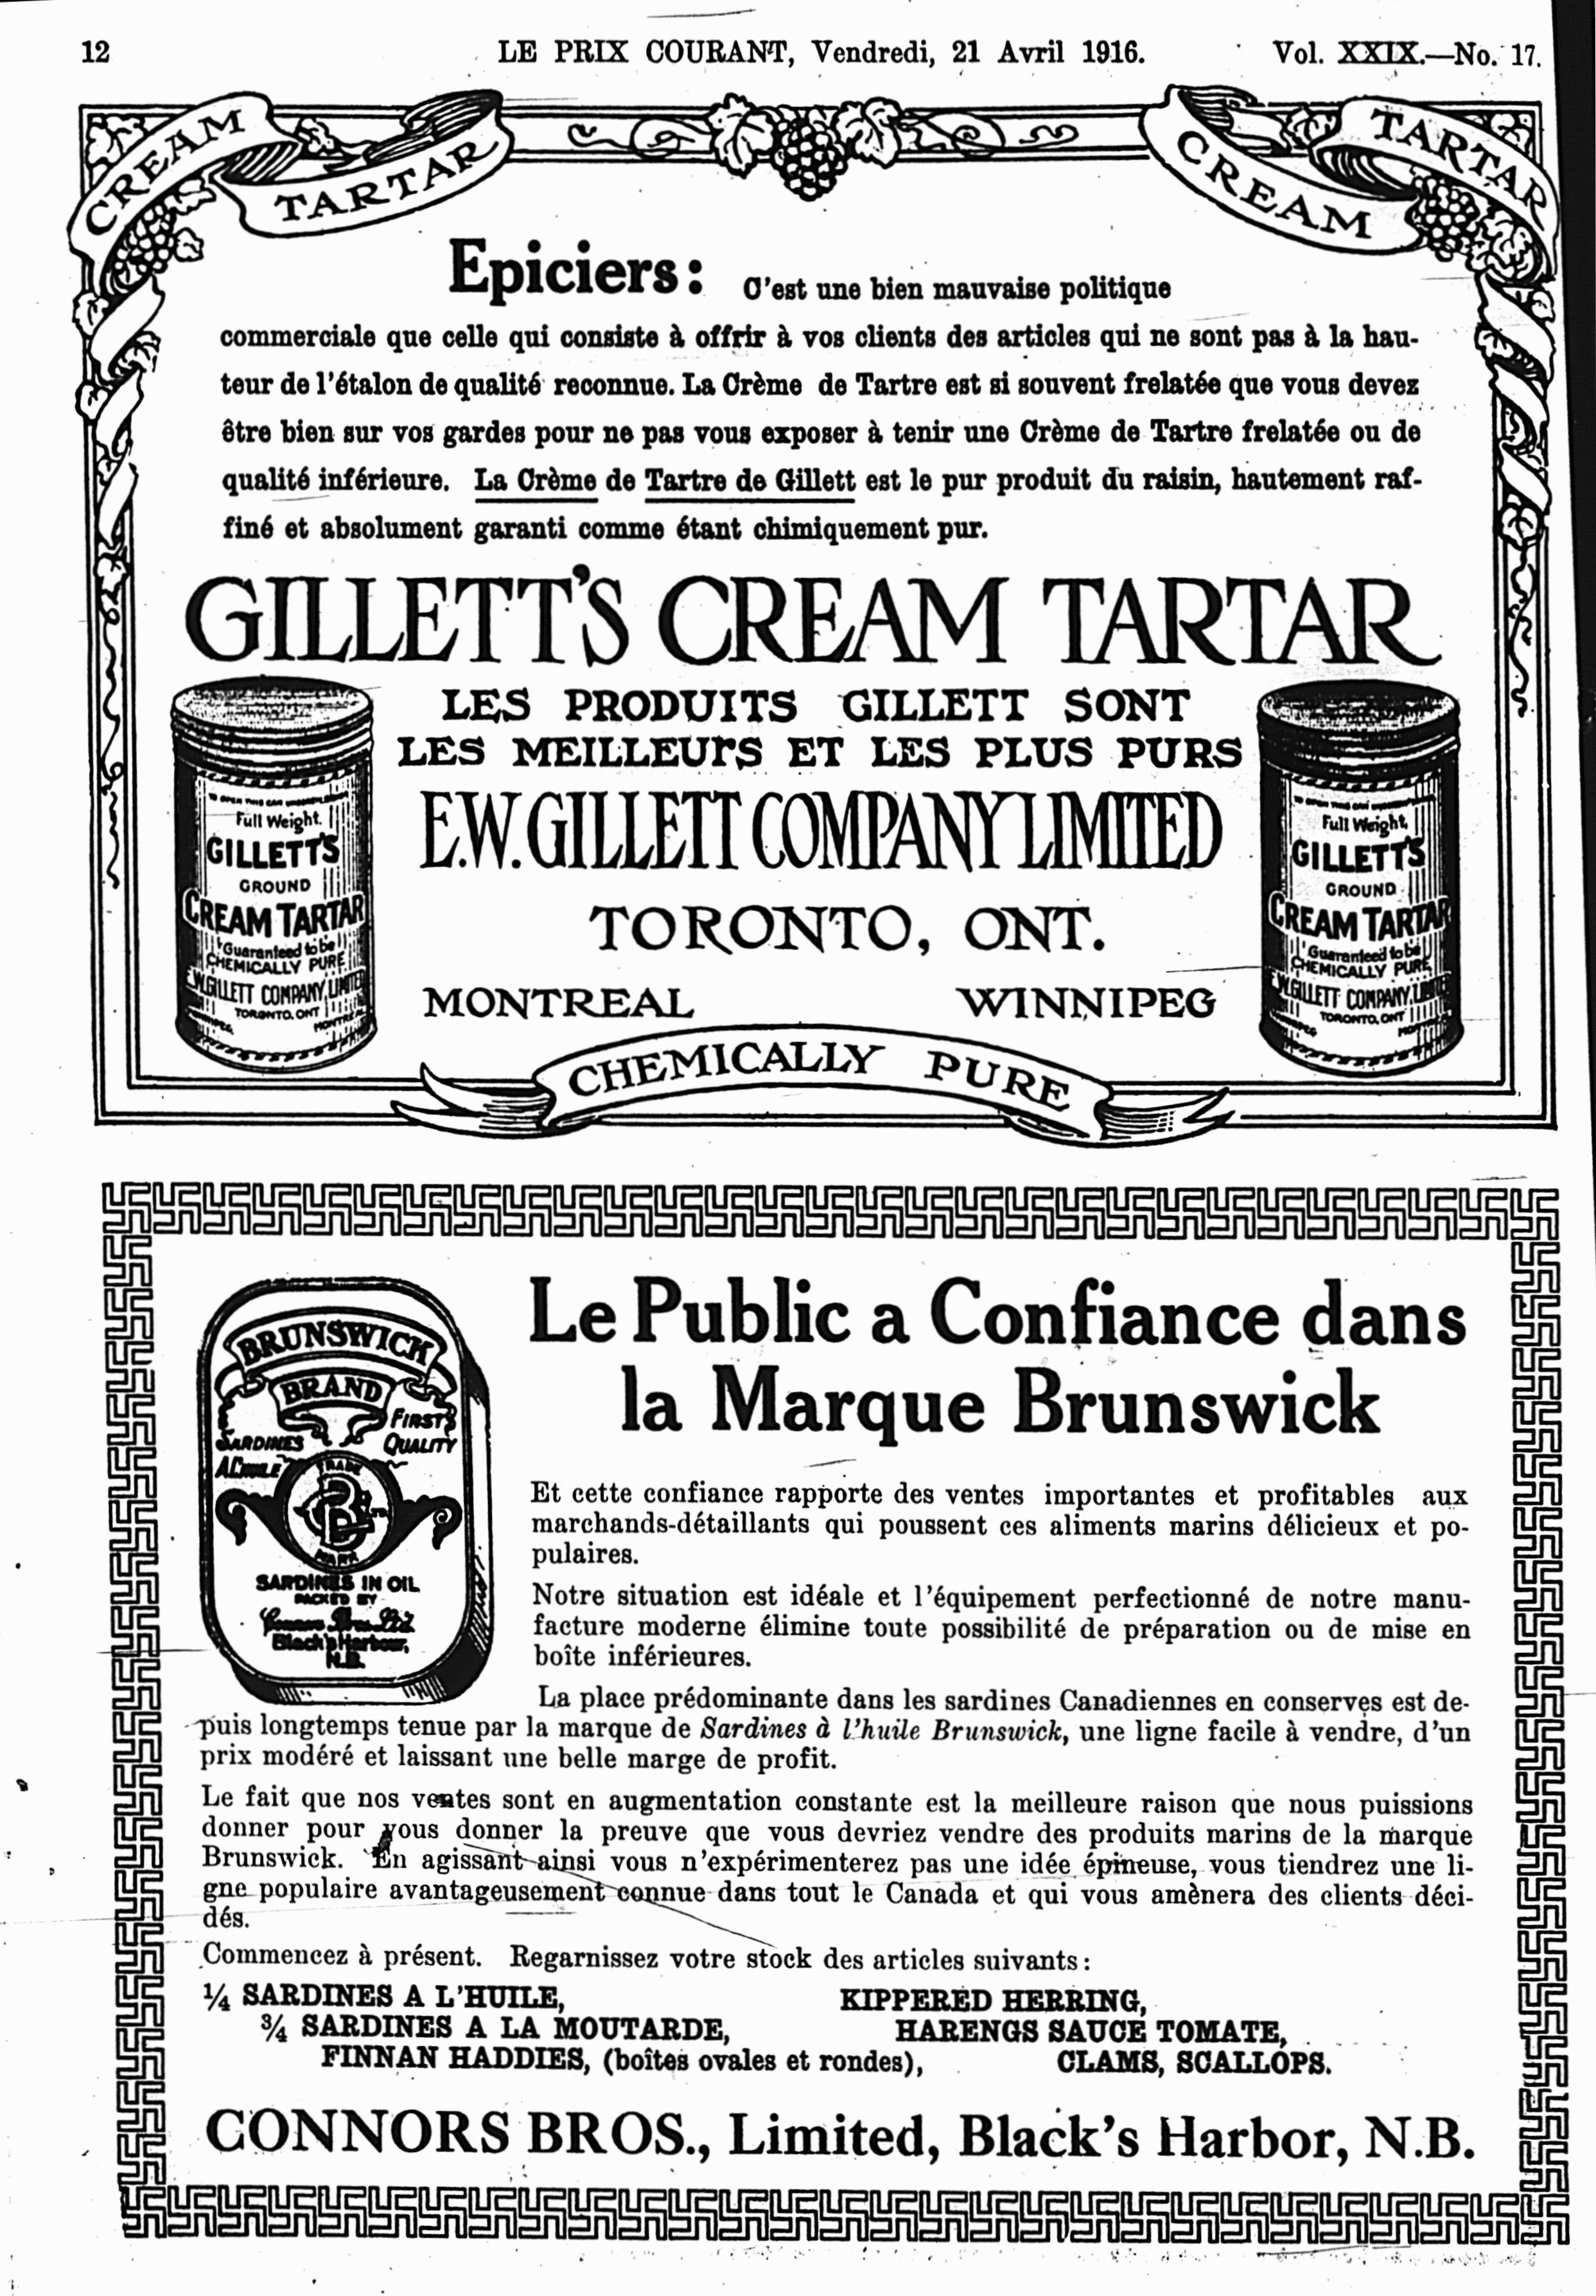 12
LE PRIX COURANT, Vendredi, 21 Avril 1916.
Vol. XXIX.—No. 17.
CREAM TARTAR
CREAM TARTAR
Epiciers: C'est une bien mauvaise politique
commerciale que celle qui consiste à offrir à vos clients des articles qui ne sont pas à la hau-
teur de l'étalon de qualité reconnue. La Crème de Tartre est si souvent frelatée que vous devez
être bien sur vos gardes pour ne pas vous exposer à tenir une Crème de Tartre frelatée ou de
qualité inférieure. La Crème de Tartre de Gillett est le pur produit du raisin, hautement raf-
finé et absolument garanti comme étant chimiquement pur.
GILLETT'S CREAM TARTAR
LES PRODUITS GILLETT SONT
LES MEILLEUrS ET LES PLUS PURS
E.W. GILLETT COMPANY LIMITED
TORONTO, ONT.
MONTREAL WINNIPEG
TO OPEN THIS CAN
Full Weight.
GILLETT'S
GROUND
CREAM TARTAR
Guaranteed to be
CHEMICALLY PURE
E.W. GILLETT COMPANY, LIMITED
TORONTO, ONT
WINNIPEG MONTREAL
TO OPEN THIS CAN
Full Weight,
GILLETT'S
GROUND
CREAM TARTAR
Guaranteed to be
CHEMICALLY PURE
E.W. GILLETT COMPANY, LIMITED
TORONTO, ONT
WINNIPEG MONTREAL
CHEMICALLY PURE
BRUNSWICK
BRAND
SARDINES
A L'HUILE
FIRST
QUALITY
TRADE
MARK
SARDINES IN OIL
PACKED BY
Connors Bros. Ltd.
Black's Harbour,
N.B.
Le Public a Confiance dans
la Marque Brunswick
Et cette confiance rapporte des ventes importantes et profitables aux
marchands-détaillants qui poussent ces aliments marins délicieux et po-
pulaires.
Notre situation est idéale et l'équipement perfectionné de notre manu-
facture moderne élimine toute possibilité de préparation ou de mise en
boîte inférieures.
La place prédominante dans les sardines Canadiennes en conserves est de-
puis longtemps tenue par la marque de Sardines à l'huile Brunswick, une ligne facile à vendre, d'un
prix modéré et laissant une belle marge de profit.
Le fait que nos ventes sont en augmentation constante est la meilleure raison que nous puissions
donner pour vous donner la preuve que vous devriez vendre des produits marins de la marque
Brunswick. En agissant ainsi vous n'expérimenterez pas une idée épineuse, vous tiendrez une li-
gne populaire avantageusement connue dans tout le Canada et qui vous amènera des clients déci-
dés.
Commencez à présent. Regarnissez votre stock des articles suivants:
¼ SARDINES A L'HUILE, KIPPERED HERRING,
¾ SARDINES A LA MOUTARDE, HARENGS SAUCE TOMATE,
FINNAN HADDIES, (boîtes ovales et rondes), CLAMS, SCALLOPS.
CONNORS BROS., Limited, Black's Harbor, N.B.